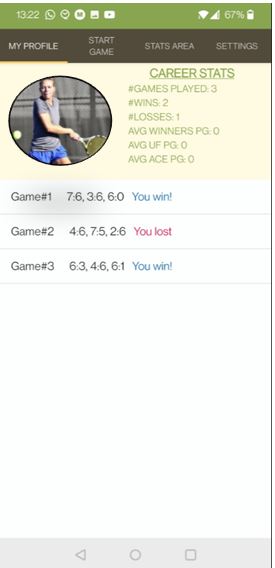 13:22 67%
MY PROFILE START GAME STATS AREA SETTINGS
CAREER STATS
#GAMES PLAYED: 3
#WINS: 2
#LOSSES: 1
AVG WINNERS PG: 0
AVG UF PG: 0
AVG ACE PG: 0
Game#1 7:6, 3:6, 6:0 You win!
Game#2 4:6, 7:5, 2:6 You lost
Game#3 6:3, 4:6, 6:1 You win!